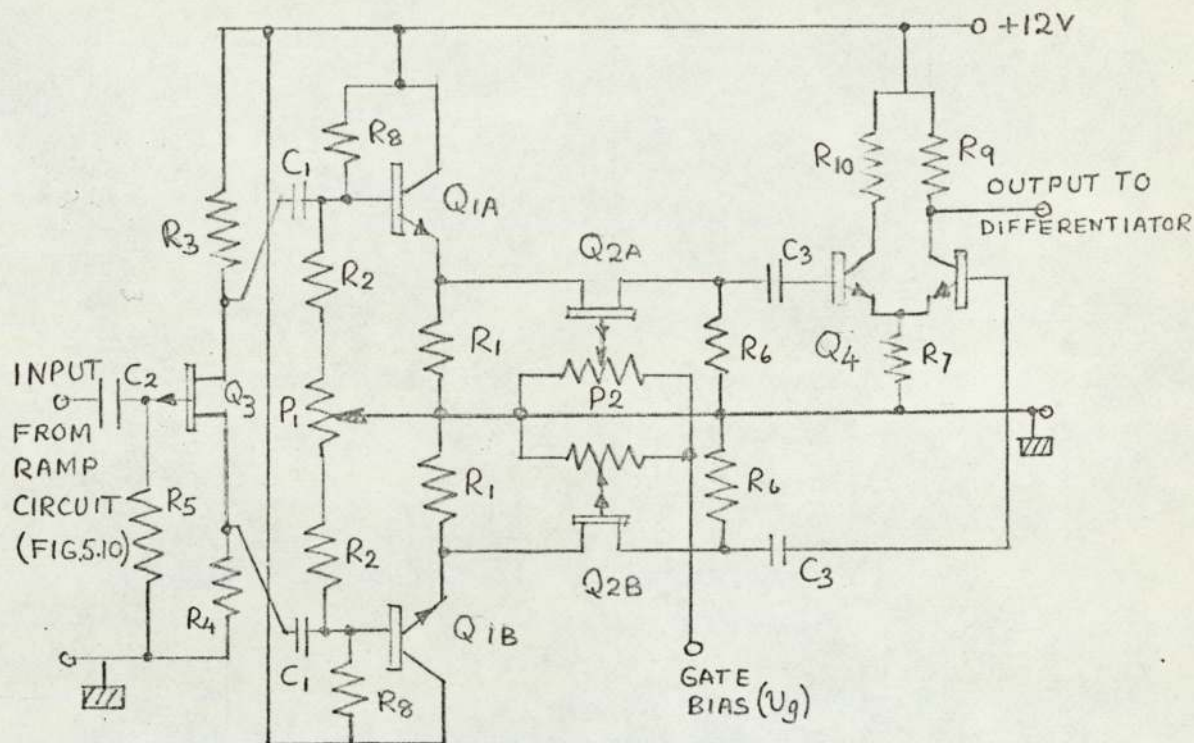 +12V
R8
C1
Q1A
R10
R9
OUTPUT TO
DIFFERENTIATOR
R3
R2
Q2A
C3
R1
R6
Q4
R7
INPUT
C2
Q3
P1
P2
FROM
RAMP
CIRCUIT
(FIG.5.10)
R5
R1
R6
R2
Q2B
C3
R4
C1
Q1B
R8
GATE
BIAS (Ug)